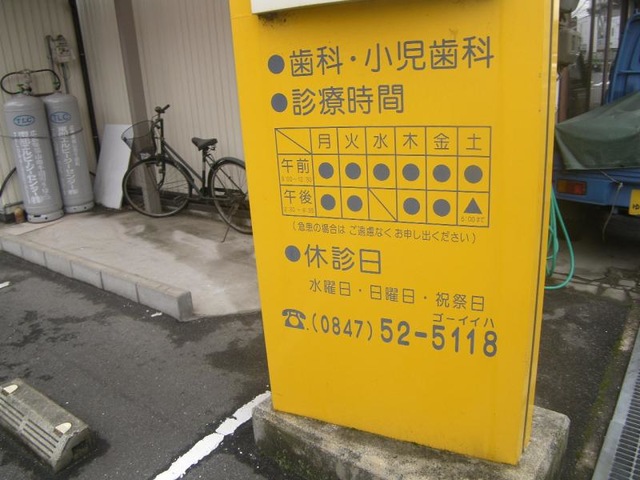 ●歯科・小児歯科
●診療時間
月 火 水 木 金 土
午前 ● ● ● ● ● ●
午後 ● ● ● ● ▲
(急患の場合は ご遠慮なくお申し出ください)
●休診日
水曜日・日曜日・祝祭日
ゴーイイハ
☎.(0847)52-5118
TLC